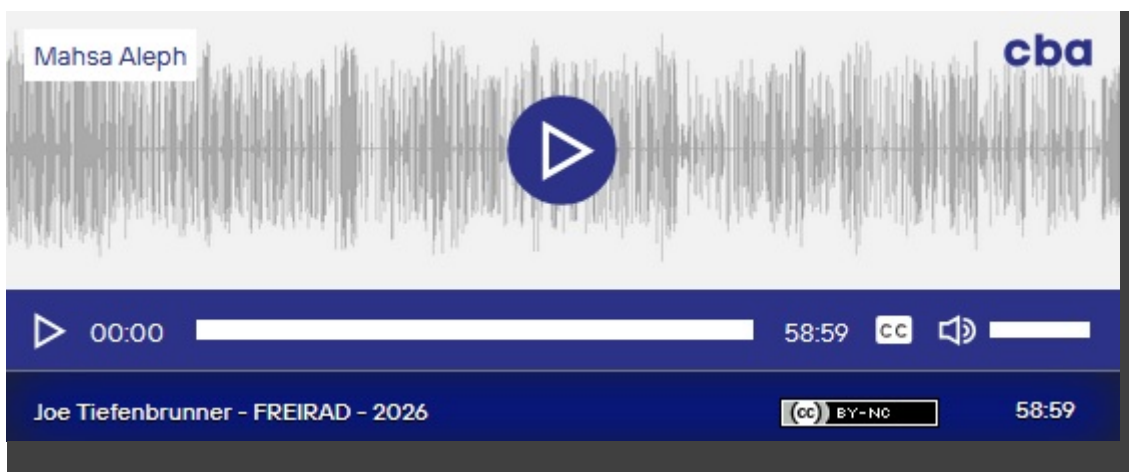 Mahsa Aleph
cba
00:00 58:59 CC
Joe Tiefenbrunner - FREIRAD - 2026 (cc) BY-NC 58:59